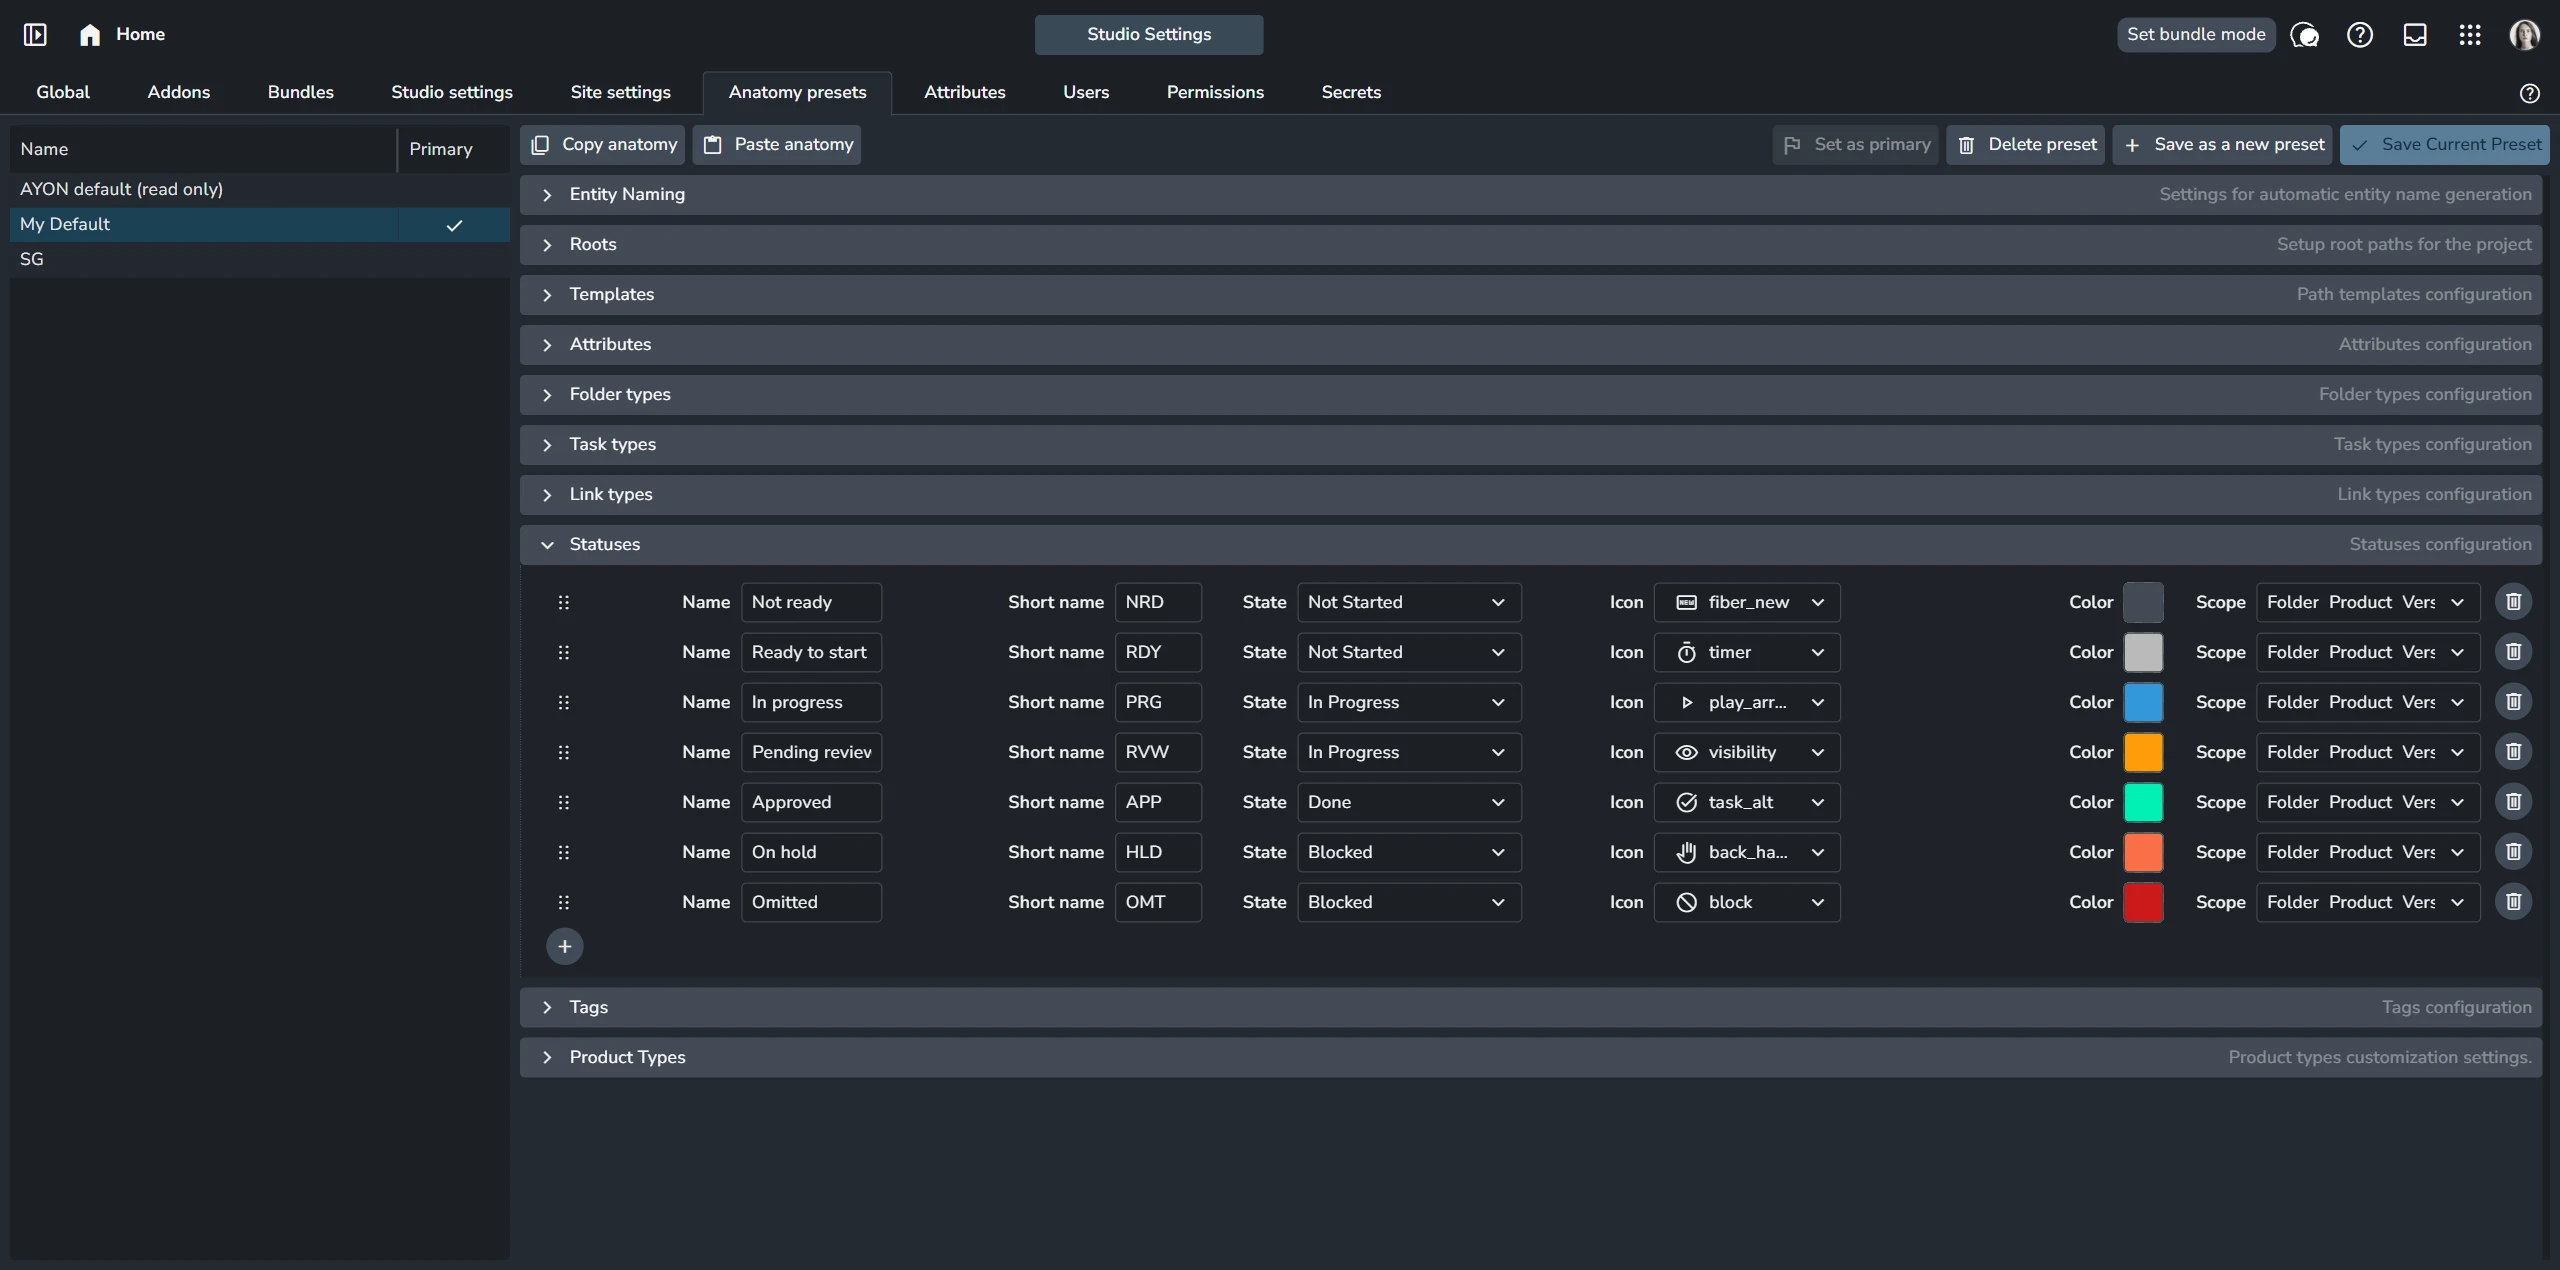 Home
Studio Settings
Set bundle mode
Global Addons Bundles Studio settings Site settings Anatomy presets Attributes Users Permissions Secrets
Name Primary
AYON default (read only)
My Default
SG
Copy anatomy Paste anatomy Set as primary Delete preset Save as a new preset Save Current Preset
Entity Naming Settings for automatic entity name generation
Roots Setup root paths for the project
Templates Path templates configuration
Attributes Attributes configuration
Folder types Folder types configuration
Task types Task types configuration
Link types Link types configuration
Statuses Statuses configuration
Name Not ready Short name NRD State Not Started Icon NEW fiber_new Color Scope Folder Product Vers
Name Ready to start Short name RDY State Not Started Icon timer Color Scope Folder Product Vers
Name In progress Short name PRG State In Progress Icon play_arr... Color Scope Folder Product Vers
Name Pending review Short name RVW State In Progress Icon visibility Color Scope Folder Product Vers
Name Approved Short name APP State Done Icon task_alt Color Scope Folder Product Vers
Name On hold Short name HLD State Blocked Icon back_ha... Color Scope Folder Product Vers
Name Omitted Short name OMT State Blocked Icon block Color Scope Folder Product Vers
Tags Tags configuration
Product Types Product types customization settings.